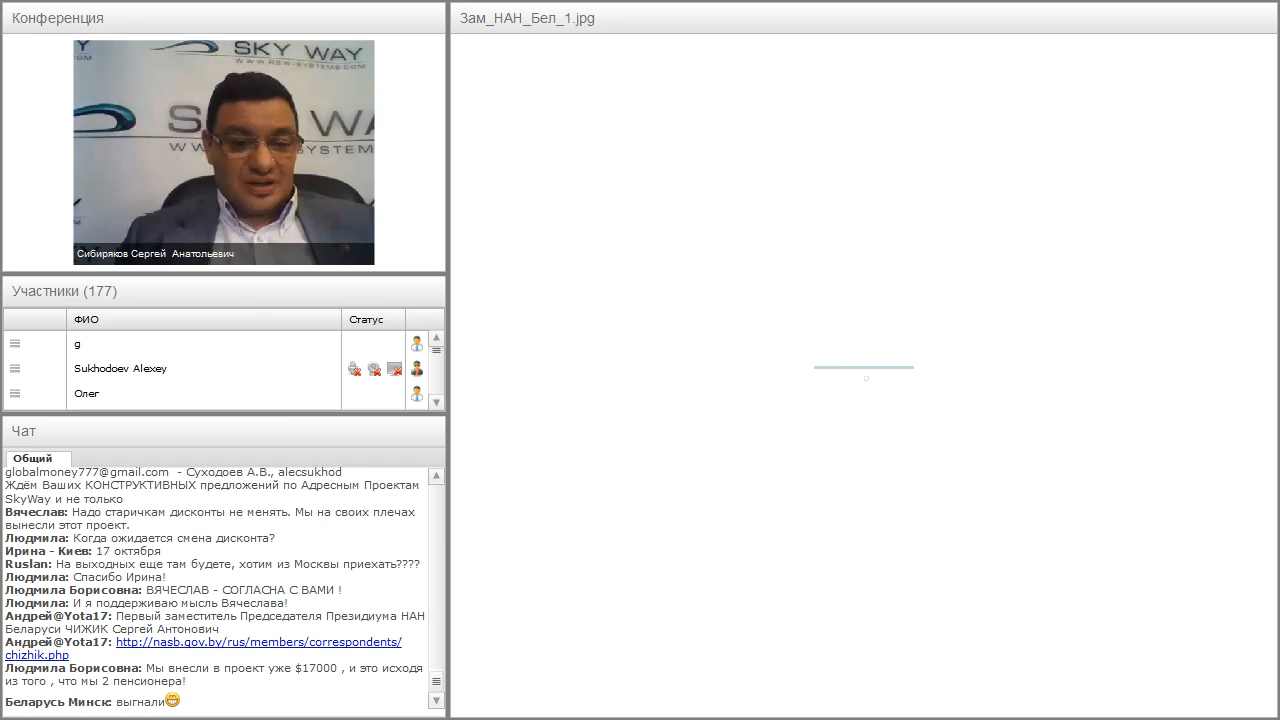 Конференция
SKY WAY
WWW.RSW-SYSTEMS.COM
SKY WA
Сибиряков Сергей Анатольевич
Участники (177)
ФИО
Статус
g
Sukhodoev Alexey
Олег
Чат
Общий
globalmoney777@gmail.com - Суходоев А.В., alecsukhod
Ждём Ваших КОНСТРУКТИВНЫХ предложений по Адресным Проектам
SkyWay и не только
Вячеслав: Надо старичкам дисконты не менять. Мы на своих плечах
вынесли этот проект.
Людмила: Когда ожидается смена дисконта?
Ирина - Киев: 17 октября
Ruslan: На выходных еще там будете, хотим из Москвы приехать????
Людмила: Спасибо Ирина!
Людмила Борисовна: ВЯЧЕСЛАВ - СОГЛАСНА С ВАМИ !
Людмила: И я поддерживаю мысль Вячеслава!
Андрей@Yota17: Первый заместитель Председателя Президиума НАН
Беларуси ЧИЖИК Сергей Антонович
Андрей@Yota17: http://nasb.gov.by/rus/members/correspondents/
chizhik.php
Людмила Борисовна: Мы внесли в проект уже $17000 , и это исходя
из того , что мы 2 пенсионера!
Беларусь Минск: выгнали
Зам_НАН_Бел_1.jpg